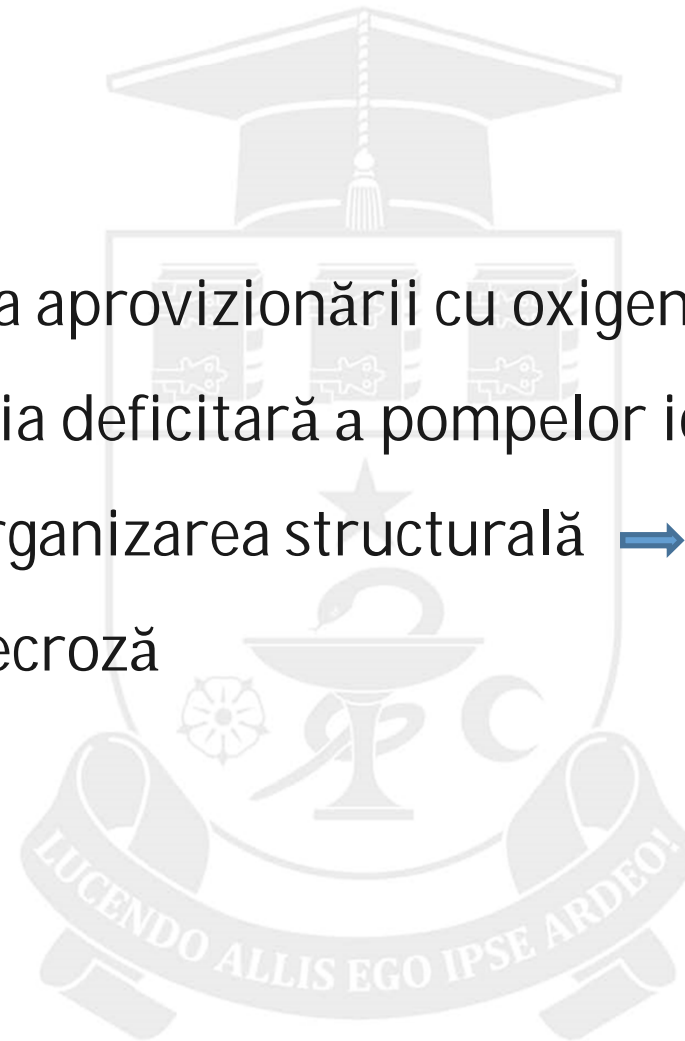 a aprovizionării cu oxigen
ia deficitară a pompelor
rganizarea structurală
ecroză
LUCENDO ALLIS EGO IPSE ARDEO!